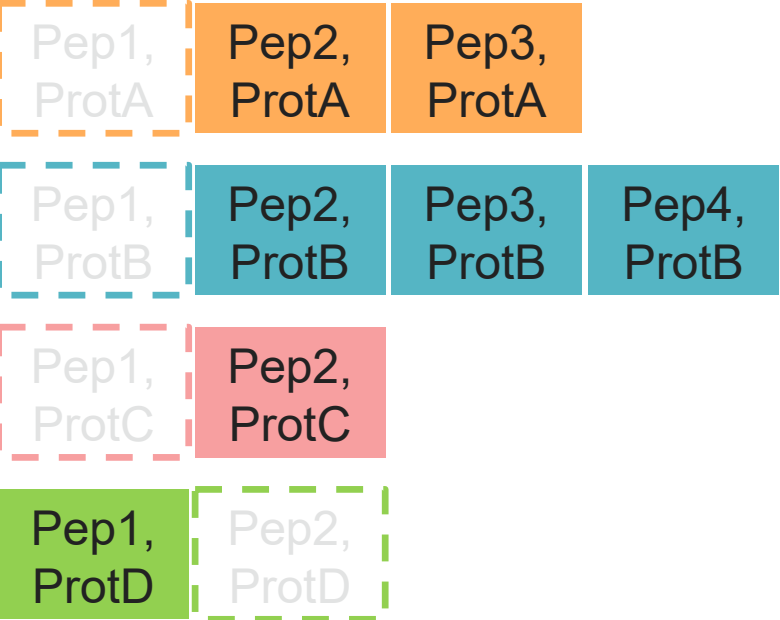 Pep1,
ProtA
Pep2,
ProtA
Pep3,
ProtA
Pep1,
ProtB
Pep2,
ProtB
Pep3,
ProtB
Pep4,
ProtB
Pep1,
ProtC
Pep2,
ProtC
Pep1,
ProtD
Pep2,
ProtD